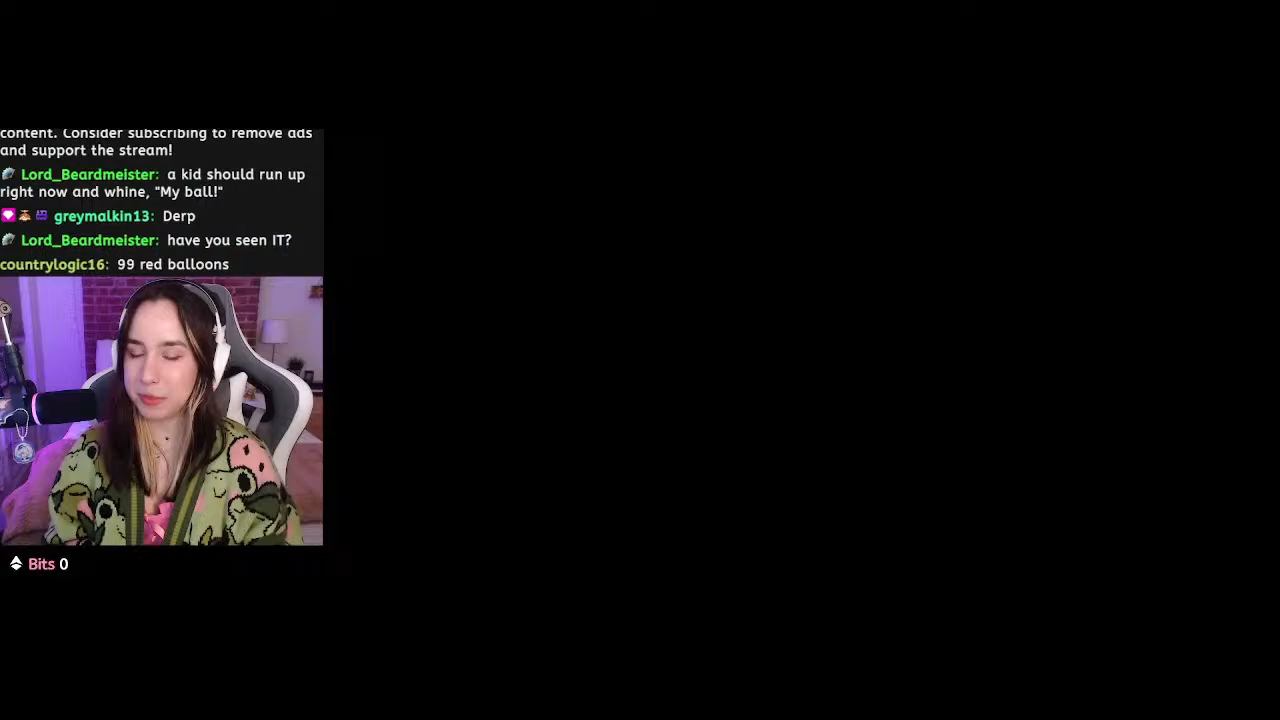 content. Consider subscribing to remove ads
and support the stream!
Lord_Beardmeister: a kid should run up
right now and whine, "My ball!"
greymalkin13: Derp
Lord_Beardmeister: have you seen IT?
countrylogic16: 99 red balloons
Bits 0